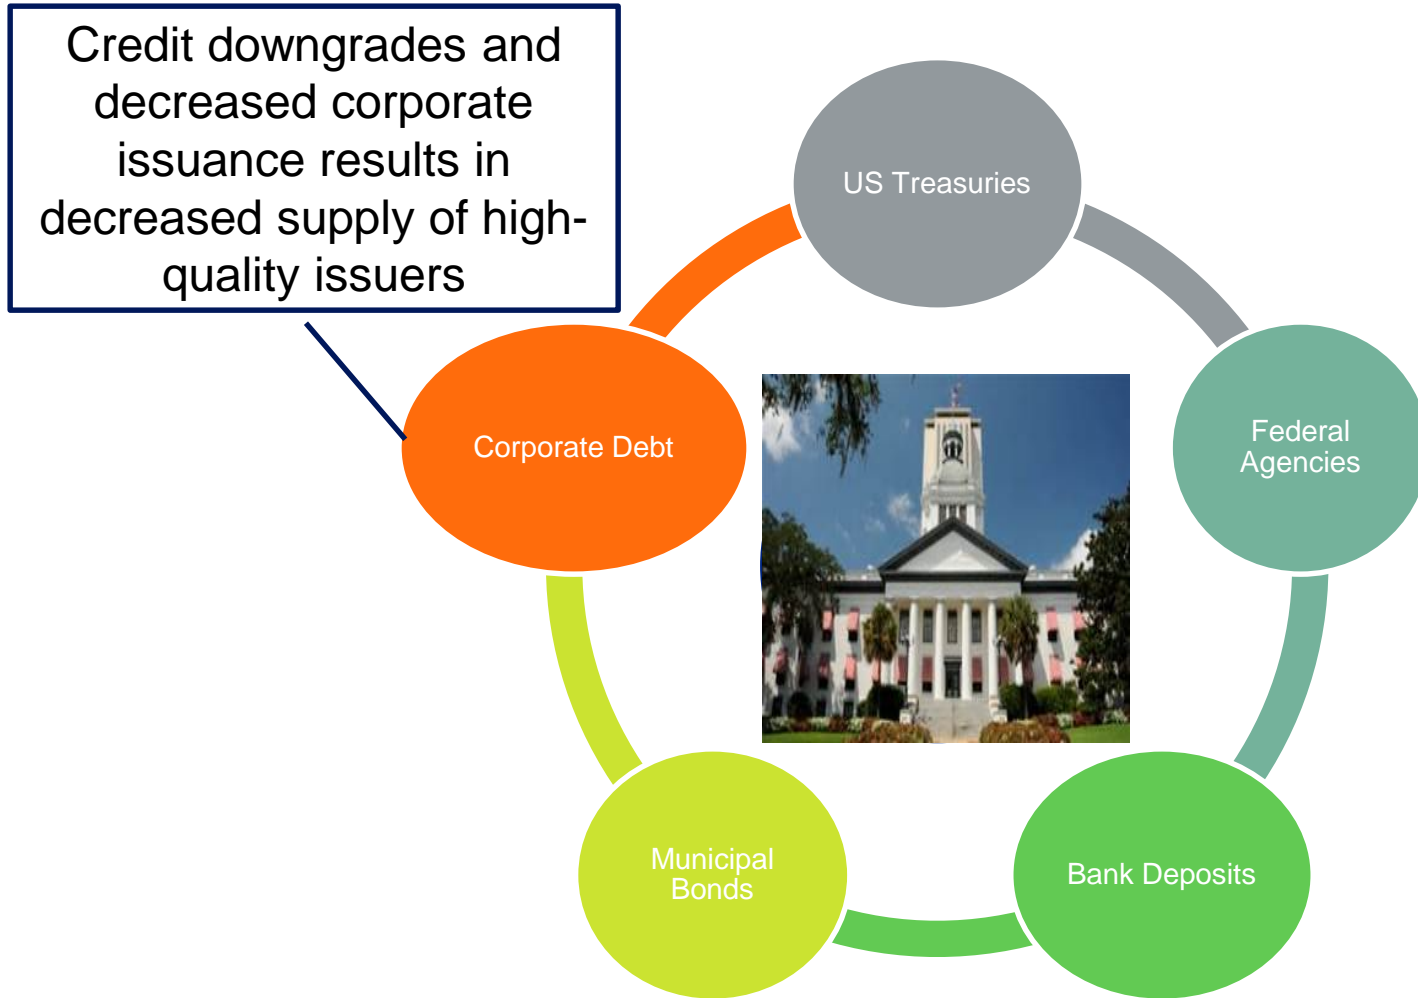 Credit downgrades and
decreased corporate
issuance results in
decreased supply of high-
quality issuers
US Treasuries
Corporate Debt
Federal
Agencies
Municipal
Bonds
Bank Deposits